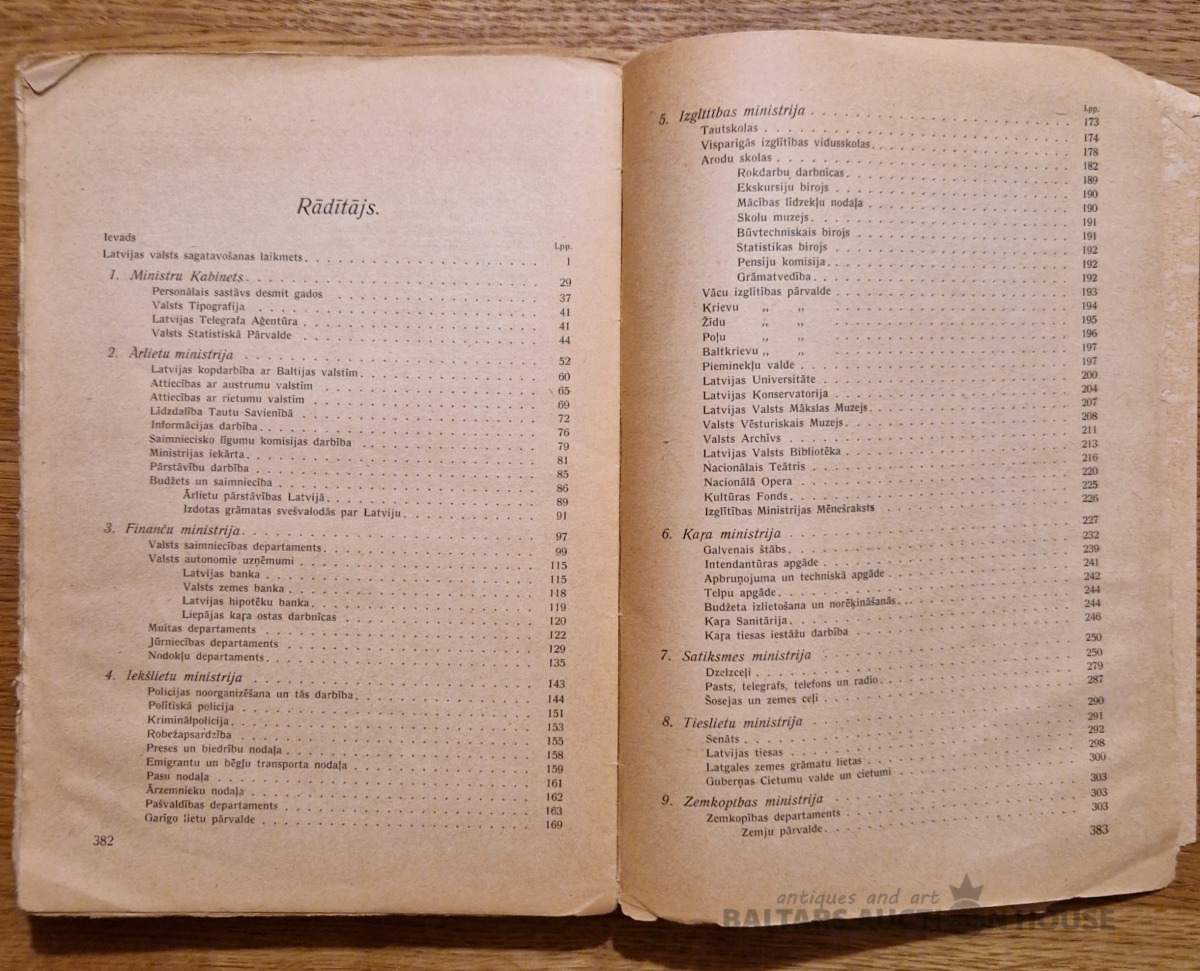 Rādītājs.
Lpp.
Ievads
Latvijas valsts sagatavošanas laikmets. . . . . . . . . . 1
1. Ministru Kabinets. . . . . . . . . . 29
Personālais sastāvs desmit gados . . . . . . . . . . 37
Valsts Tipografija . . . . . . . . . . 41
Latvijas Telegrafa Aģentūra . . . . . . . . . . 41
Valsts Statistiskā Pārvalde . . . . . . . . . . 44
2. Ārlietu ministrija . . . . . . . . . . 52
Latvijas kopdarbība ar Baltijas valstīm. . . . . . . . . . 60
Attiecības ar austrumu valstīm . . . . . . . . . . 65
Attiecības ar rietumu valstīm . . . . . . . . . . 69
Līdzdalība Tautu Savienībā . . . . . . . . . . 72
Informācijas darbība. . . . . . . . . . 76
Saimniecisko līgumu komisijas darbība . . . . . . . . . . 79
Ministrijas iekārta. . . . . . . . . . 81
Pārstāvību darbība . . . . . . . . . . 85
Budžets un saimniecība . . . . . . . . . . 86
Ārlietu pārstāvības Latvijā. . . . . . . . . . 89
Izdotas grāmatas svešvalodās par Latviju. . . . . . . . . . 91
3. Finanču ministrija. . . . . . . . . . 97
Valsts saimniecības departaments. . . . . . . . . . 99
Valsts autonomie uzņēmumi . . . . . . . . . . 115
Latvijas banka . . . . . . . . . . 115
Valsts zemes banka. . . . . . . . . . 118
Latvijas hipotēku banka. . . . . . . . . . 119
Liepājas kaŗa ostas darbnīcas . . . . . . . . . . 120
Muitas departaments . . . . . . . . . . 122
Jūrniecības departaments . . . . . . . . . . 129
Nodokļu departaments. . . . . . . . . . 135
4. Iekšlietu ministrija . . . . . . . . . . 143
Policijas noorganizēšana un tās darbība. . . . . . . . . . 144
Polītiskā policija . . . . . . . . . . 151
Kriminālpolicija. . . . . . . . . . 153
Robežapsardzība . . . . . . . . . . 155
Preses un biedrību nodaļa . . . . . . . . . . 158
Emigrantu un bēgļu transporta nodaļa . . . . . . . . . . 159
Pasu nodaļa . . . . . . . . . . 161
Ārzemnieku nodaļa . . . . . . . . . . 162
Pašvaldības departaments . . . . . . . . . . 163
Garīgo lietu pārvalde . . . . . . . . . . 169
382
Lpp.
5. Izglītības ministrija . . . . . . . . . . 173
Tautskolas . . . . . . . . . . 174
Visparīgās izglītības vidusskolas. . . . . . . . . . 178
Arodu skolas . . . . . . . . . . 182
Rokdarbu darbnīcas. . . . . . . . . . 189
Ekskursiju birojs . . . . . . . . . . 190
Mācības līdzekļu nodaļa . . . . . . . . . . 190
Skolu muzejs. . . . . . . . . . 191
Būvtechniskais birojs . . . . . . . . . . 191
Statistikas birojs . . . . . . . . . . 192
Pensiju komisija. . . . . . . . . . 192
Grāmatvedība. . . . . . . . . . 192
Vācu izglītības pārvalde . . . . . . . . . . 193
Krievu „ „ . . . . . . . . . . 194
Žīdu „ „ . . . . . . . . . . 195
Poļu „ „ . . . . . . . . . . 196
Baltkrievu „ „ . . . . . . . . . . 197
Pieminekļu valde . . . . . . . . . . 197
Latvijas Universitāte . . . . . . . . . . 200
Latvijas Konservatorija . . . . . . . . . . 204
Latvijas Valsts Mākslas Muzejs. . . . . . . . . . 207
Valsts Vēsturiskais Muzejs. . . . . . . . . . 208
Valsts Archīvs . . . . . . . . . . 211
Latvijas Valsts Bibliotēka . . . . . . . . . . 213
Nacionālais Teātris . . . . . . . . . . 216
Nacionālā Opera . . . . . . . . . . 220
Kultūras Fonds. . . . . . . . . . 225
Izglītības Ministrijas Mēnešraksts . . . . . . . . . . 226
6. Kaŗa ministrija . . . . . . . . . . 227
Galvenais štābs. . . . . . . . . . 232
Intendantūras apgāde . . . . . . . . . . 239
Apbruņojuma un techniskā apgāde . . . . . . . . . . 241
Telpu apgāde. . . . . . . . . . 242
Budžeta izlietošana un norēķināšanās. . . . . . . . . . 244
Kaŗa Sanitārija. . . . . . . . . . 244
Kaŗa tiesas iestāžu darbība . . . . . . . . . . 246
7. Satiksmes ministrija . . . . . . . . . . 250
Dzelzceļi . . . . . . . . . . 250
Pasts, telegrafs, telefons un radio. . . . . . . . . . 279
Šosejas un zemes ceļi . . . . . . . . . . 287
8. Tieslietu ministrija . . . . . . . . . . 290
Senāts . . . . . . . . . . 291
Latvijas tiesas . . . . . . . . . . 292
Latgales zemes grāmatu lietas . . . . . . . . . . 298
Guberņas Cietumu valde un cietumi . . . . . . . . . . 300
9. Zemkopības ministrija . . . . . . . . . . 303
Zemkopības departaments . . . . . . . . . . 303
Zemju pārvalde. . . . . . . . . . 303
383
antiques and art
BALTARS AUCTION HOUSE